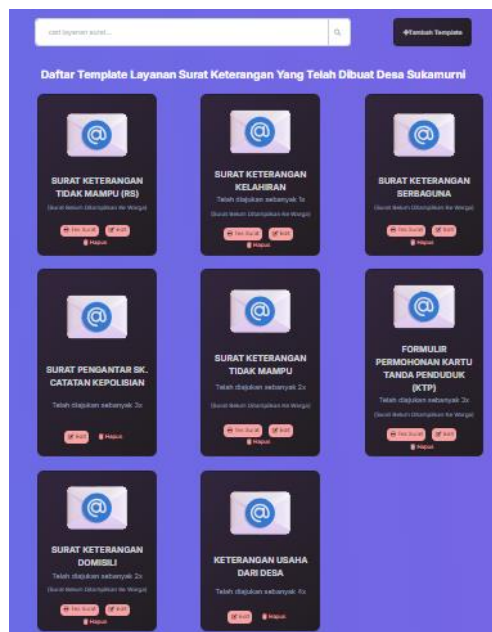 cari layanan surat...
+Tambah Template
Daftar Template Layanan Surat Keterangan Yang Telah Dibuat Desa Sukamurni
SURAT KETERANGAN
TIDAK MAMPU (RS)
(Surat Belum Ditampilkan Ke Warga)
Tes Surat
Edit
Hapus
SURAT KETERANGAN
KELAHIRAN
Telah diajukan sebanyak 1x
(Surat Belum Ditampilkan Ke Warga)
Tes Surat
Edit
Hapus
SURAT KETERANGAN
SERBAGUNA
(Surat Belum Ditampilkan Ke Warga)
Tes Surat
Edit
Hapus
SURAT PENGANTAR SK.
CATATAN KEPOLISIAN
Telah diajukan sebanyak 3x
Edit
Hapus
SURAT KETERANGAN
TIDAK MAMPU
Telah diajukan sebanyak 2x
(Surat Belum Ditampilkan Ke Warga)
Tes Surat
Edit
Hapus
FORMULIR
PERMOHONAN KARTU
TANDA PENDUDUK
(KTP)
Telah diajukan sebanyak 3x
(Surat Belum Ditampilkan Ke Warga)
Tes Surat
Edit
Hapus
SURAT KETERANGAN
DOMISILI
Telah diajukan sebanyak 2x
(Surat Belum Ditampilkan Ke Warga)
Tes Surat
Edit
Hapus
KETERANGAN USAHA
DARI DESA
Telah diajukan sebanyak 4x
Edit
Hapus